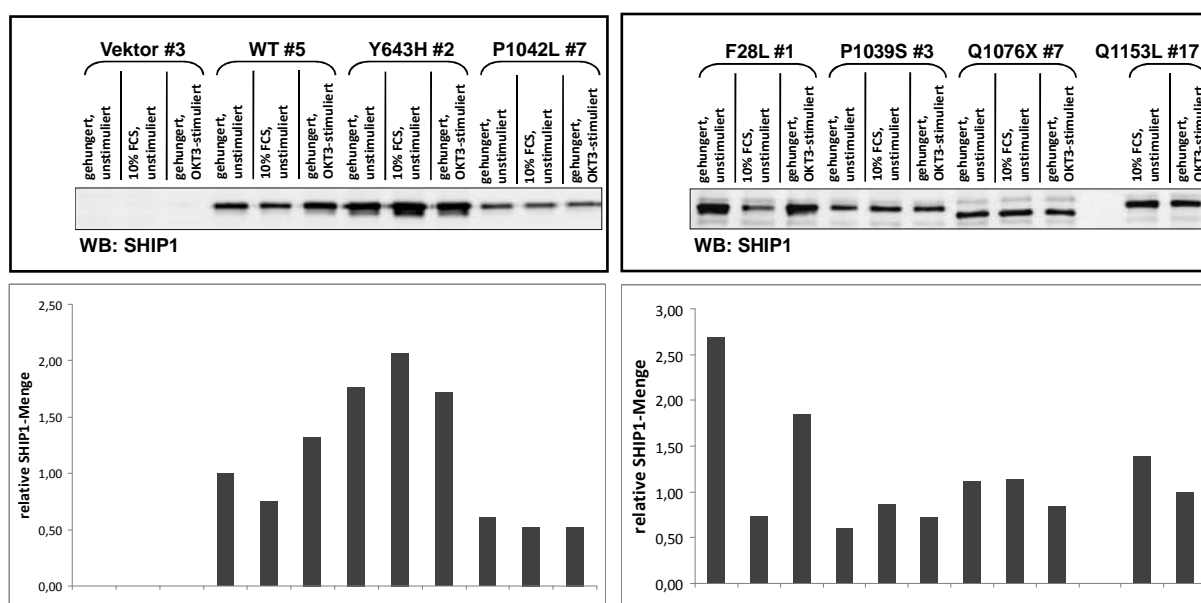 Vektor #3 WT #5 Y643H #2 P1042L #7
gehungert,
unstimuliert
10% FCS,
unstimuliert
gehungert,
OKT3-stimuliert
gehungert,
unstimuliert
10% FCS,
unstimuliert
gehungert,
OKT3-stimuliert
gehungert,
unstimuliert
10% FCS,
unstimuliert
gehungert,
OKT3-stimuliert
gehungert,
unstimuliert
10% FCS,
unstimuliert
gehungert,
OKT3-stimuliert
WB: SHIP1
F28L #1 P1039S #3 Q1076X #7 Q1153L #17
gehungert,
unstimuliert
10% FCS,
unstimuliert
gehungert,
OKT3-stimuliert
gehungert,
unstimuliert
10% FCS,
unstimuliert
gehungert,
OKT3-stimuliert
gehungert,
unstimuliert
10% FCS,
unstimuliert
gehungert,
OKT3-stimuliert
10% FCS,
unstimuliert
gehungert,
OKT3-stimuliert
WB: SHIP1
relative SHIP1-Menge
2,50
2,00
1,50
1,00
0,50
0,00
relative SHIP1-Menge
3,00
3,50
2,50
2,00
1,50
1,00
0,50
0,00